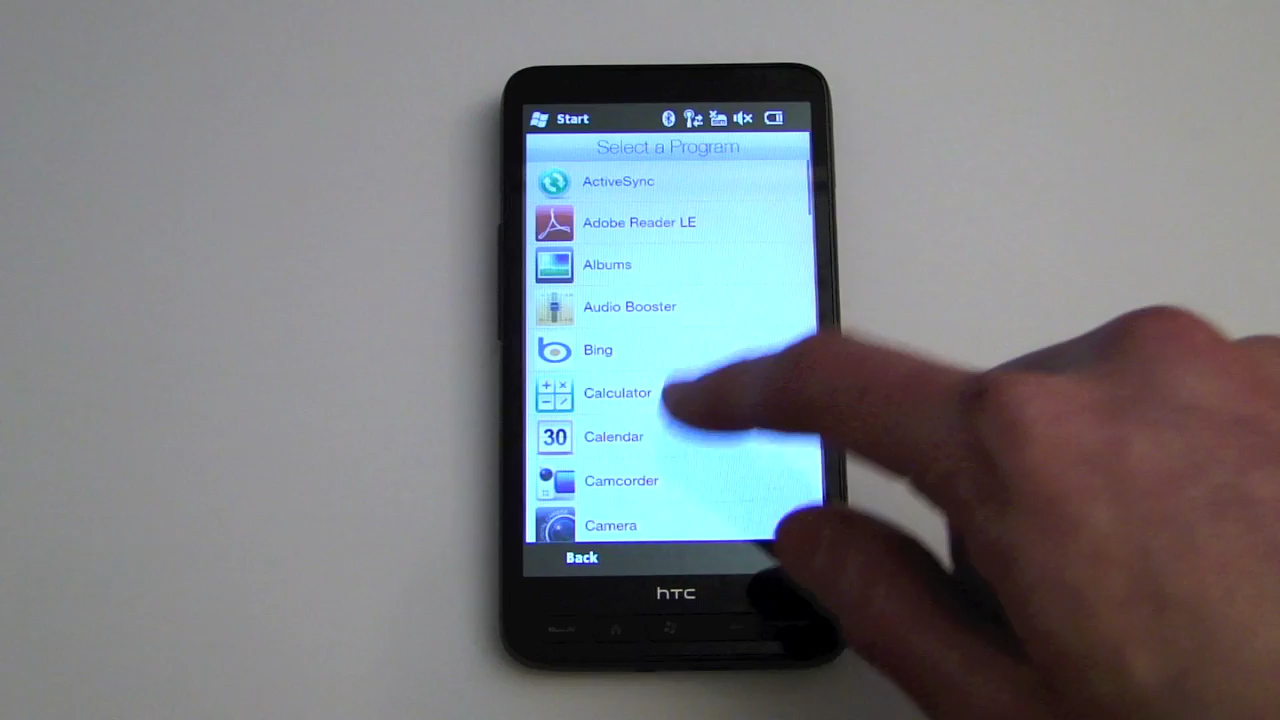 Start
Select a Program
ActiveSync
Adobe Reader LE
Albums
Audio Booster
Bing
Calculator
30 Calendar
Camcorder
Camera
Back
hTC